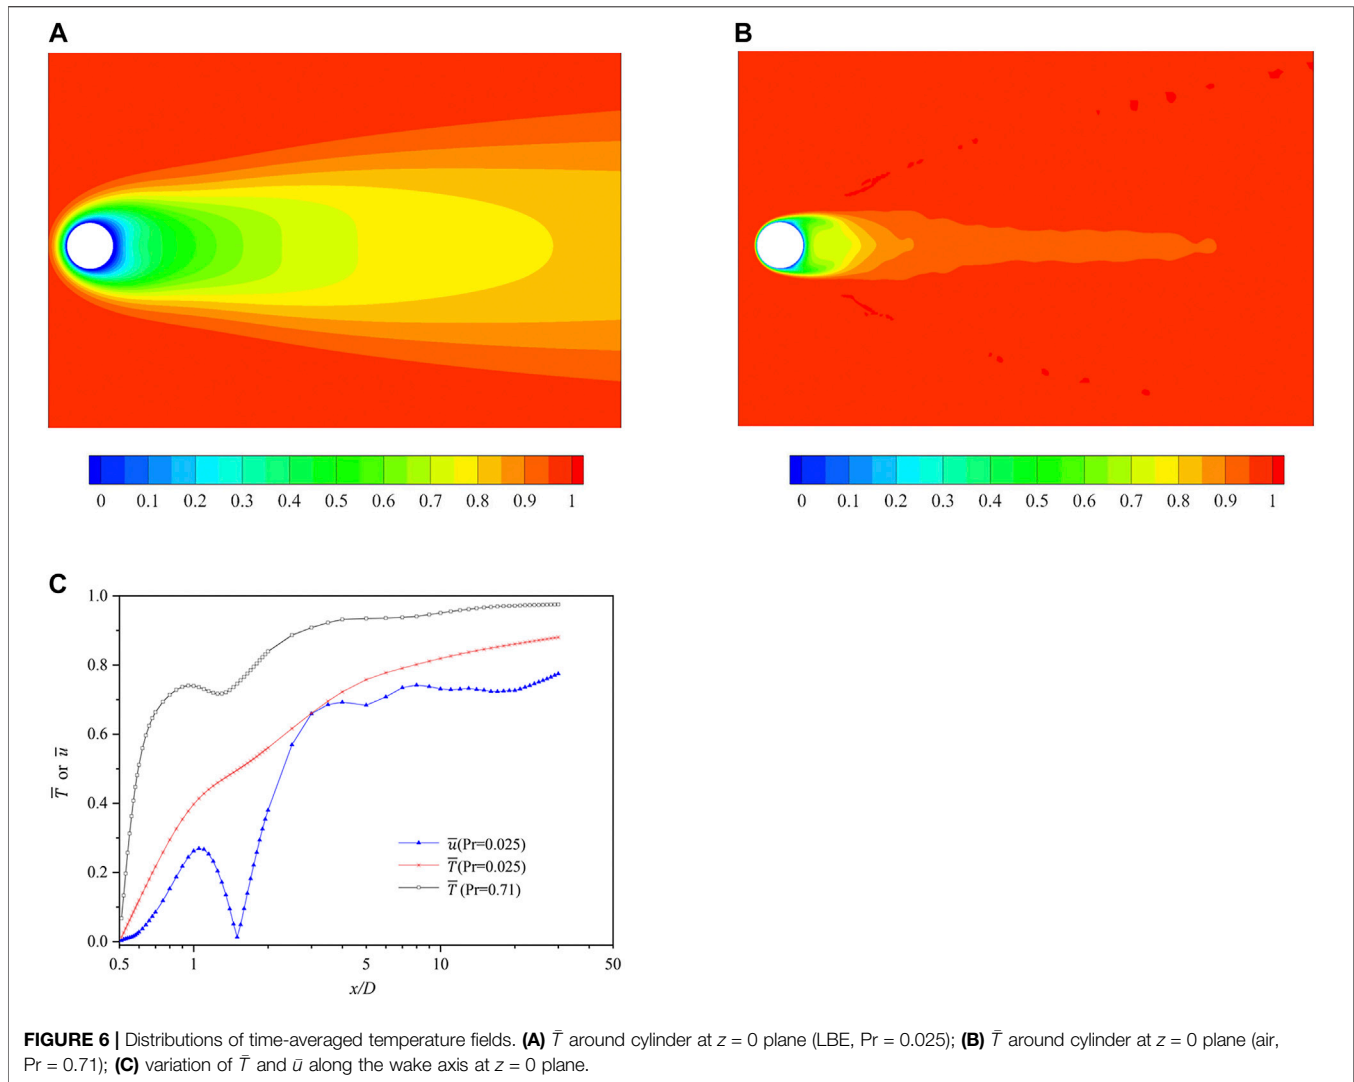 A
B
0 0.1 0.2 0.3 0.4 0.5 0.6 0.7 0.8 0.9 1
0 0.1 0.2 0.3 0.4 0.5 0.6 0.7 0.8 0.9 1
C
1.0
0.8
0.6
0.4
0.2
0.0
T̅ or u̅
u̅(Pr=0.025)
T̅(Pr=0.025)
T̅ (Pr=0.71)
0.5 1 5 10 50
x/D
FIGURE 6 | Distributions of time-averaged temperature fields. (A) T̅ around cylinder at z = 0 plane (LBE, Pr = 0.025); (B) T̅ around cylinder at z = 0 plane (air,
Pr = 0.71); (C) variation of T̅ and u̅ along the wake axis at z = 0 plane.